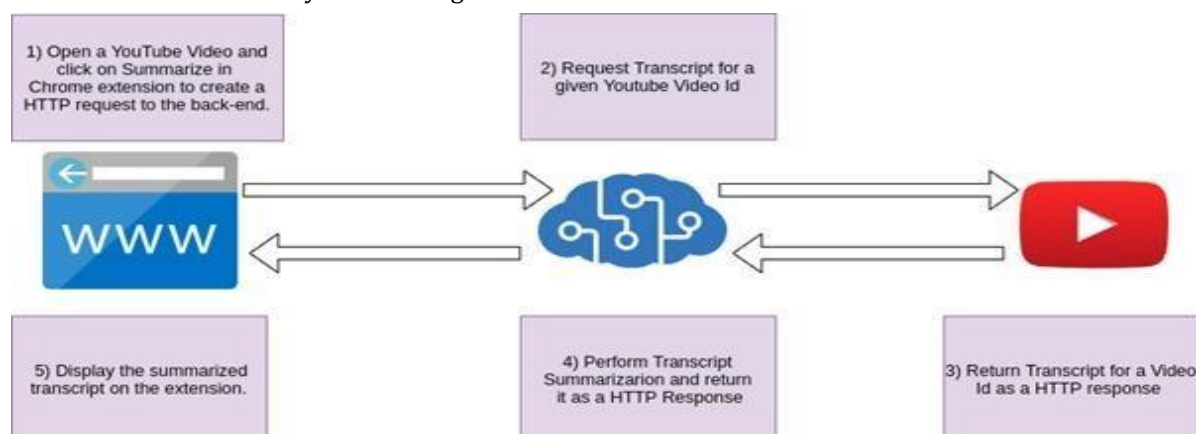 1) Open a YouTube Video and
click on Summarize in
Chrome extension to create a
HTTP request to the back-end.
2) Request Transcript for a
given Youtube Video Id
WWW
5) Display the summarized
transcript on the extension.
4) Perform Transcript
Summarizarion and return
it as a HTTP Response
3) Return Transcript for a Video
Id as a HTTP response